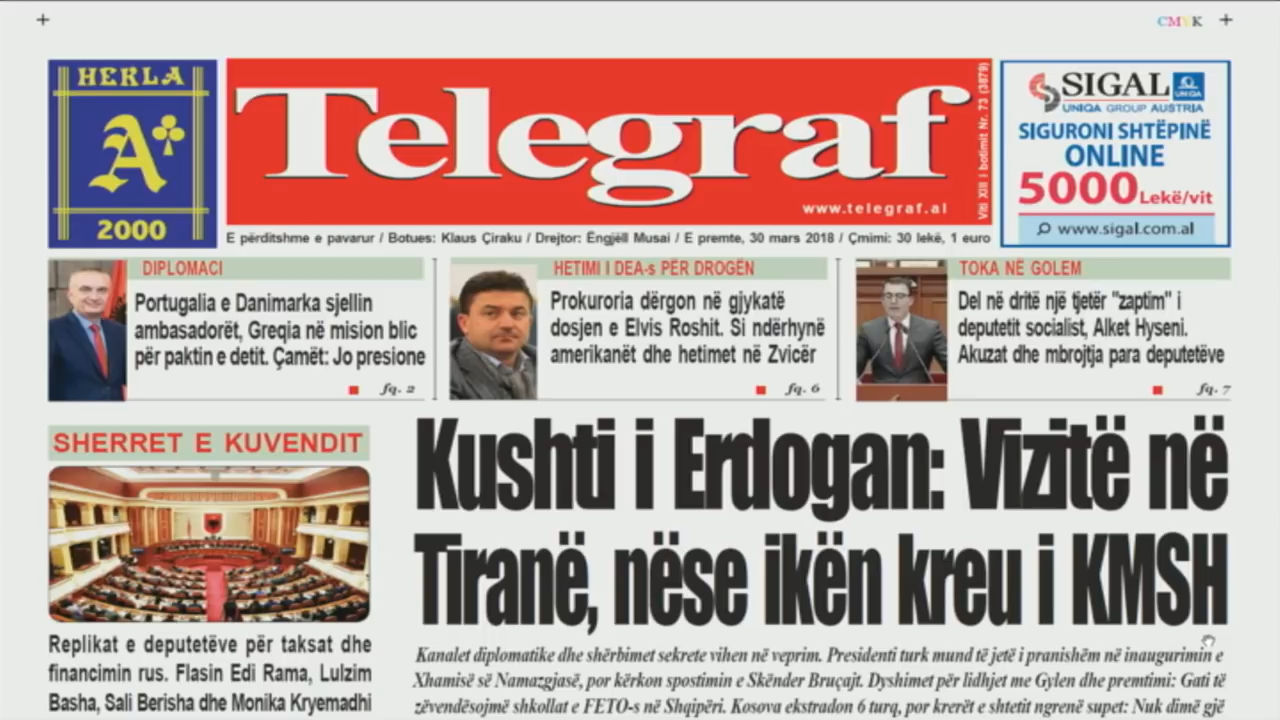 CMYK
HERLA
A
2000
Telegraf
www.telegraf.al
Viti XIII i botimit Nr. 73 (3879)
SIGAL UNIQA
UNIQA GROUP AUSTRIA
SIGURONI SHTËPINË
ONLINE
5000 Lekë/vit
www.sigal.com.al
E përditshme e pavarur / Botues: Klaus Çiraku / Drejtor: Ëngjëll Musai / E premte, 30 mars 2018 / Çmimi: 30 lekë, 1 euro
DIPLOMACI
Portugalia e Danimarka sjellin
ambasadorët, Greqia në mision blic
për paktin e detit. Çamët: Jo presione
fq. 2
HETIMI I DEA-s PËR DROGËN
Prokuroria dërgon në gjykatë
dosjen e Elvis Roshit. Si ndërhynë
amerikanët dhe hetimet në Zvicër
fq. 6
TOKA NË GOLEM
Del në dritë një tjetër "zaptim" i
deputetit socialist, Alket Hyseni.
Akuzat dhe mbrojtja para deputetëve
fq. 7
SHERRET E KUVENDIT
Replikat e deputetëve për taksat dhe
financimin rus. Flasin Edi Rama, Lulzim
Basha, Sali Berisha dhe Monika Kryemadhi
Kushti i Erdogan: Vizitë në
Tiranë, nëse ikën kreu i KMSH
Kanalet diplomatike dhe shërbimet sekrete vihen në veprim. Presidenti turk mund të jetë i pranishëm në inaugurimin e
Xhamisë së Namazgjasë, por kërkon spostimin e Skënder Bruçajt. Dyshimet për lidhjet me Gylen dhe premtimi: Gati të
zëvendësojmë shkollat e FETO-s në Shqipëri. Kosova ekstradon 6 turq, por krerët e shtetit ngrenë supet: Nuk dimë gjë